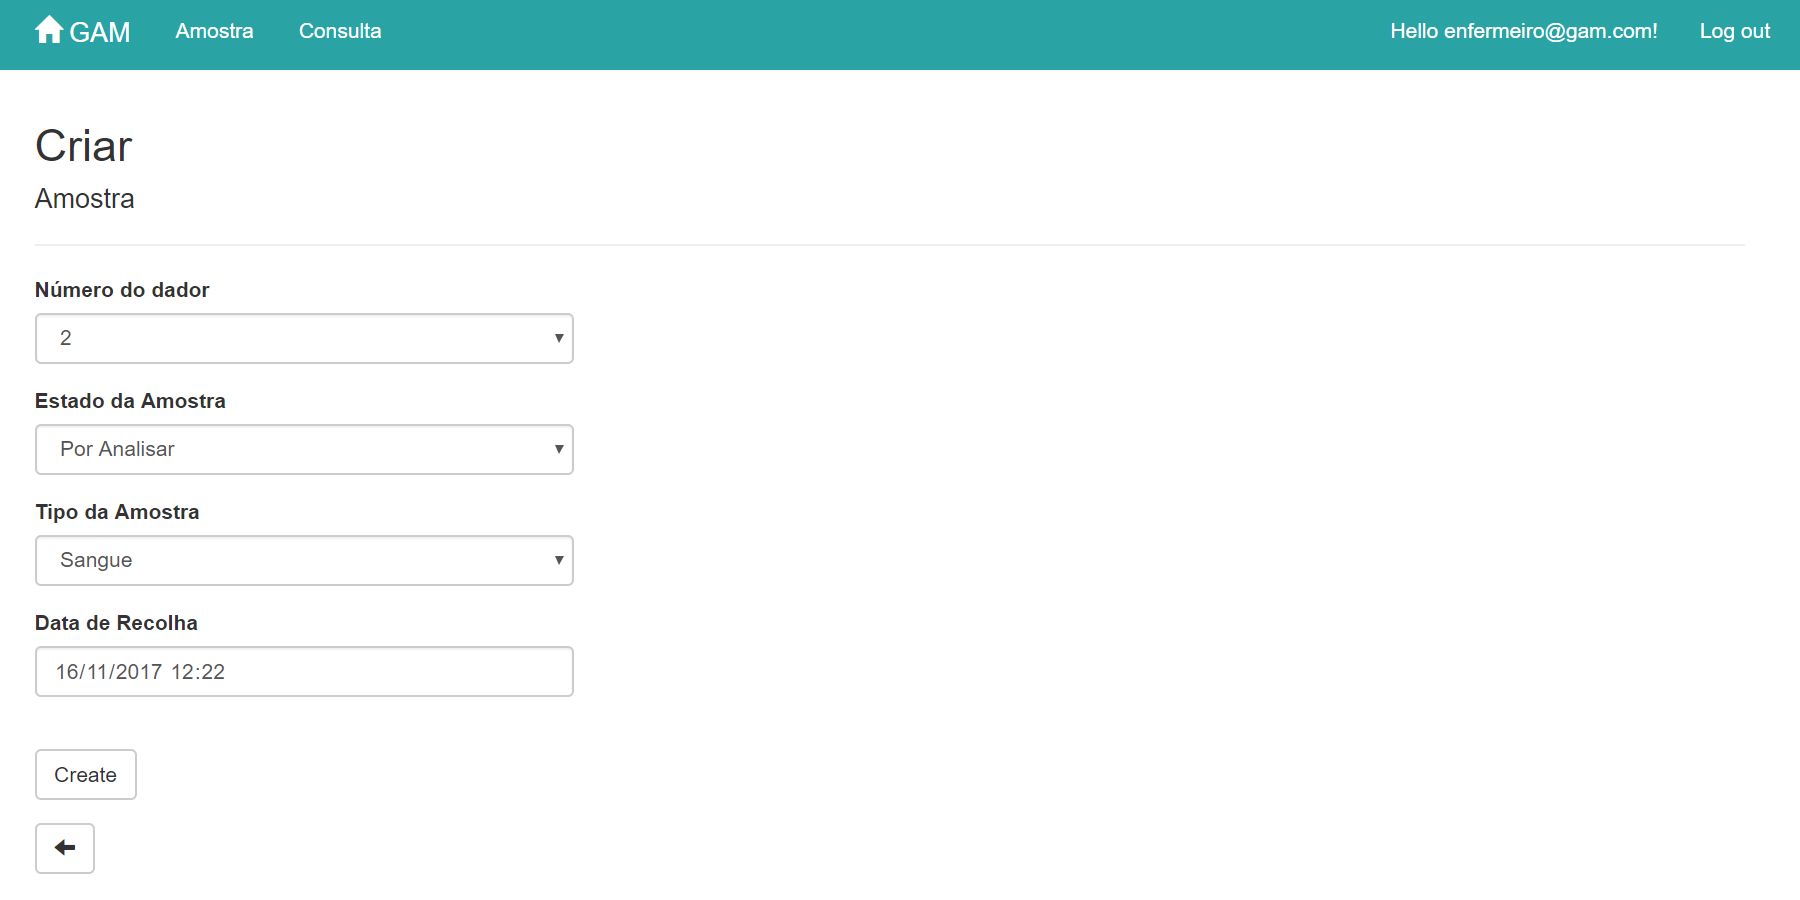 GAM Amostra Consulta Hello enfermeiro@gam.com! Log out
Criar
Amostra
Número do dador
2
Estado da Amostra
Por Analisar
Tipo da Amostra
Sangue
Data de Recolha
16/11/2017 12:22
Create